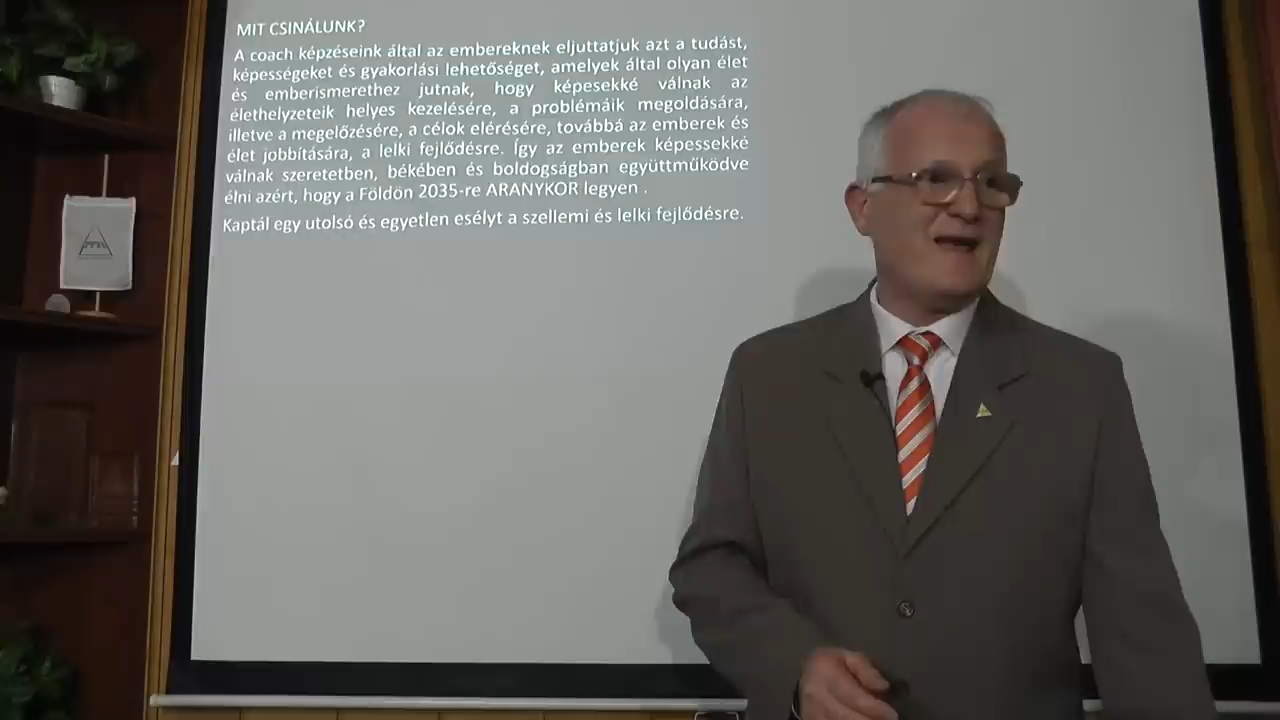 MIT CSINÁLUNK?
A coach képzéseink által az embereknek eljuttatjuk azt a tudást,
képességeket és gyakorlási lehetőséget, amelyek által olyan élet
és emberismerethez jutnak, hogy képesekké válnak az
élethelyzeteik helyes kezelésére, a problémáik megoldására,
illetve a megelőzésére, a célok elérésére, továbbá az emberek és
élet jobbítására, a lelki fejlődésre. Így az emberek képessekké
válnak szeretetben, békében és boldogságban együttműködve
élni azért, hogy a Földön 2035-re ARANYKOR legyen .
Kaptál egy utolsó és egyetlen esélyt a szellemi és lelki fejlődésre.